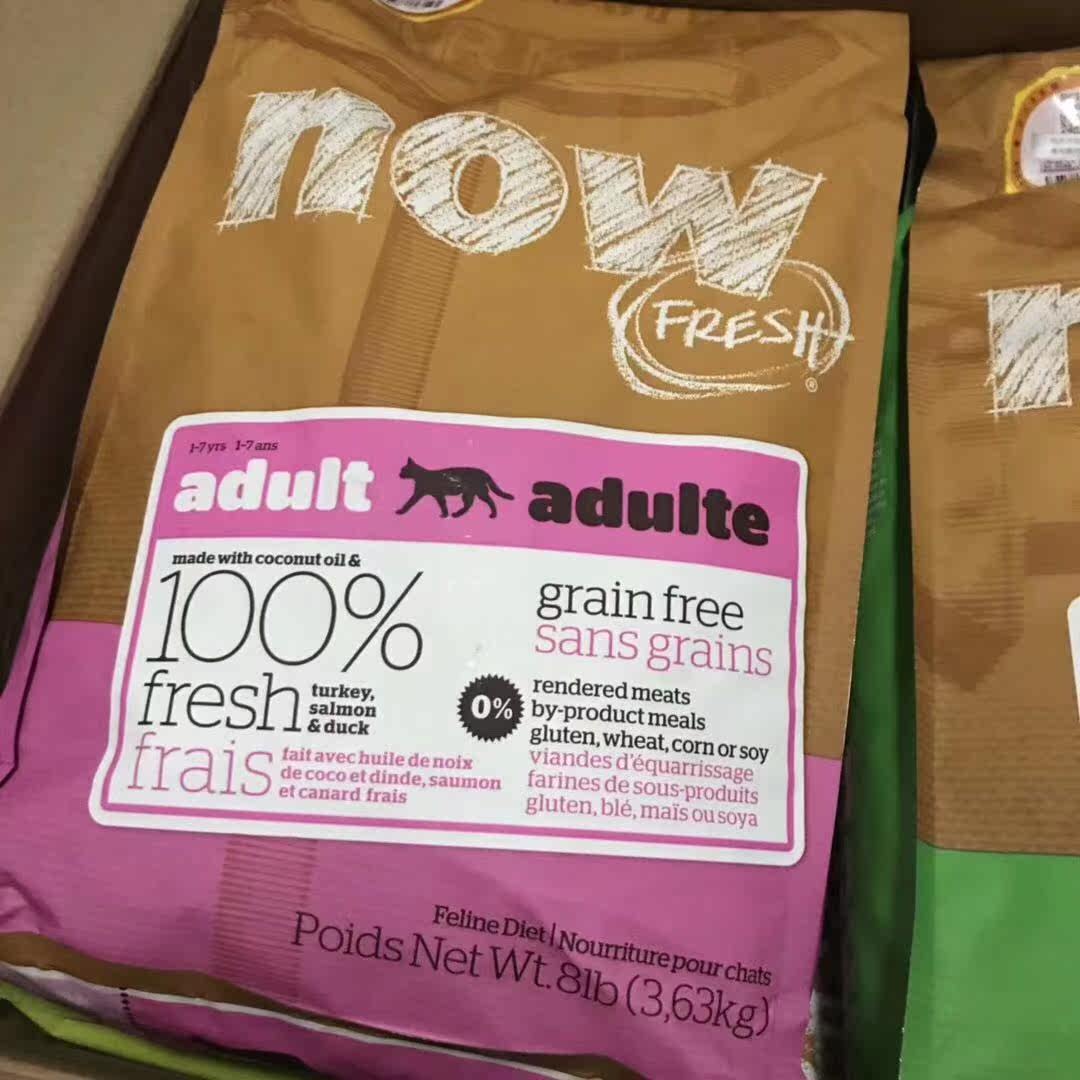 now
FRESH
®
1-7 yrs 1-7 ans
adult adulte
made with coconut oil &
100%
fresh turkey,
salmon
& duck
frais fait avec huile de noix
de coco et dinde, saumon
et canard frais
grain free
sans grains
0% rendered meats
by-product meals
gluten, wheat, corn or soy
viandes d'équarrissage
farines de sous-produits
gluten, blé, maïs ou soya
Feline Diet | Nourriture pour chats
Poids Net Wt. 8lb (3,63kg)